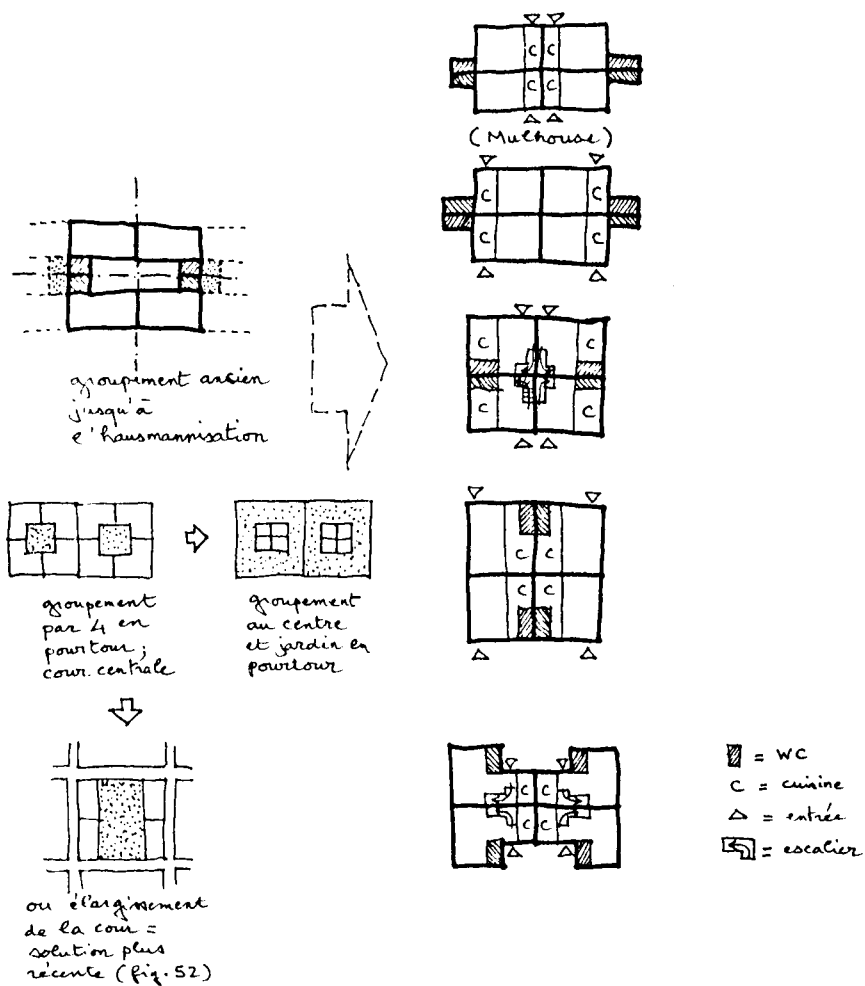 C C
C C
(Mulhouse)
C C
C C
groupement ancien
jusqu'à
l'hausmannisation
C C
C C
groupement
par 4 en
pourtour ;
cour centrale
groupement
au centre
et jardin en
pourtour
C C
C C
C C
C C
= WC
C = cuisine
= entrée
= escalier
ou élargissement
de la cour =
solution plus
récente (fig. 52)